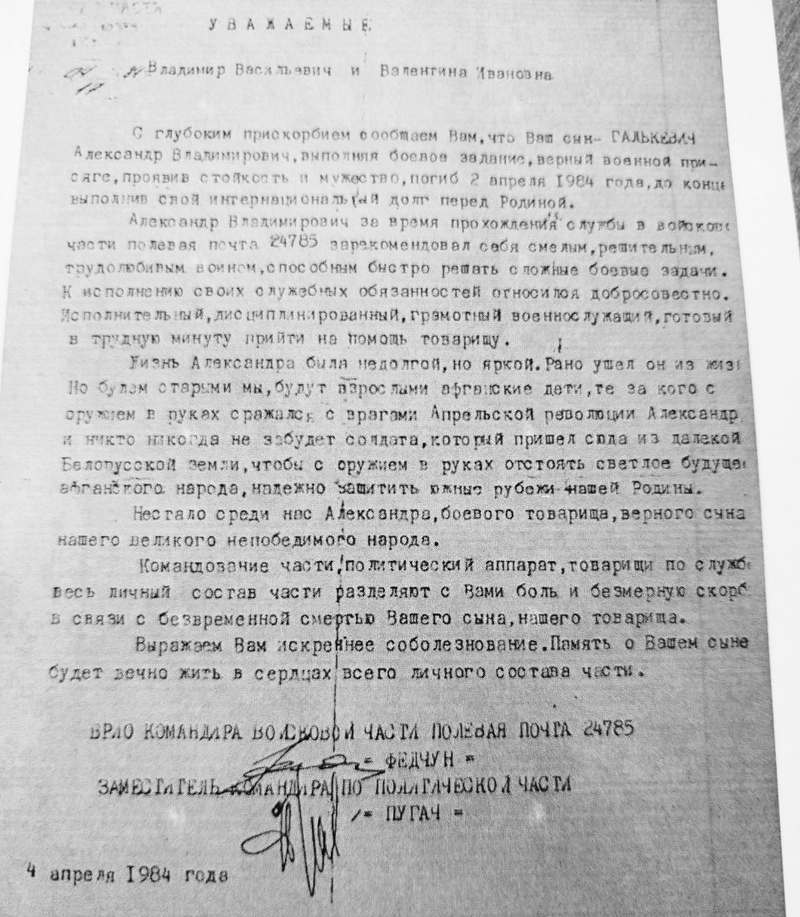 УВАЖАЕМЫЕ
Владимир Васильевич и Валентина Ивановна
С глубоким прискорбием сообщаем Вам,что Ваш сын- ГАЛЬКЕВИЧ
Александр Владимирович,выполняя боевое задание,верный военной при-
сяге,проявив стойкость и мужество,погиб 2 апреля 1984 года,до конца
выполнив свой интернациональный долг перед Родиной.
Александр Владимирович за время прохождения службы в войсково
части полевая почта 24785 зарекомендовал себя смелым,решительным,
трудолюбивым воином,способным быстро решать сложные боевые задачи.
К исполнению своих служебных обязанностей относился добросовестно.
Исполнительный,дисциплинированный,грамотный военнослужащий,готовый
в трудную минуту прийти на помощь товарищу.
Жизнь Александра была недолгой,но яркой.Рано ушел он из жиз
Но будем старыми мы,будут взрослыми афганские дети,те за кого с
оружием в руках сражался с врагами Апрельской революции Александр
и никто никогда не забудет солдата,который пришел сюда из далекой
Белорусской земли,чтобы с оружием в руках отстоять светлое будуще
афганского народа,надежно защитить южные рубежи нашей Родины.
Нестало среди нас Александра,боевого товарища,верного сына
нашего великого непобедимого народа.
Командование части,политический аппарат,товарищи по служб
весь личный состав части разделяют с Вами боль и безмерную скорб
в связи с безвременной смертью Вашего сына,нашего товарища.
Выражаем Вам искреннее соболезнование.Память о Вашем сыне
будет вечно жить в сердцах всего личного состава части.
ВРИО КОМАНДИРА ВОЙСКОВОЙ ЧАСТИ ПОЛЕВАЯ ПОЧТА 24785
- ФЕДЧУН -
ЗАМЕСТИТЕЛЬ КОМАНДИРА ПО ПОЛИТИЧЕСКОЙ ЧАСТИ
- ПУГАЧ -
4 апреля 1984 года